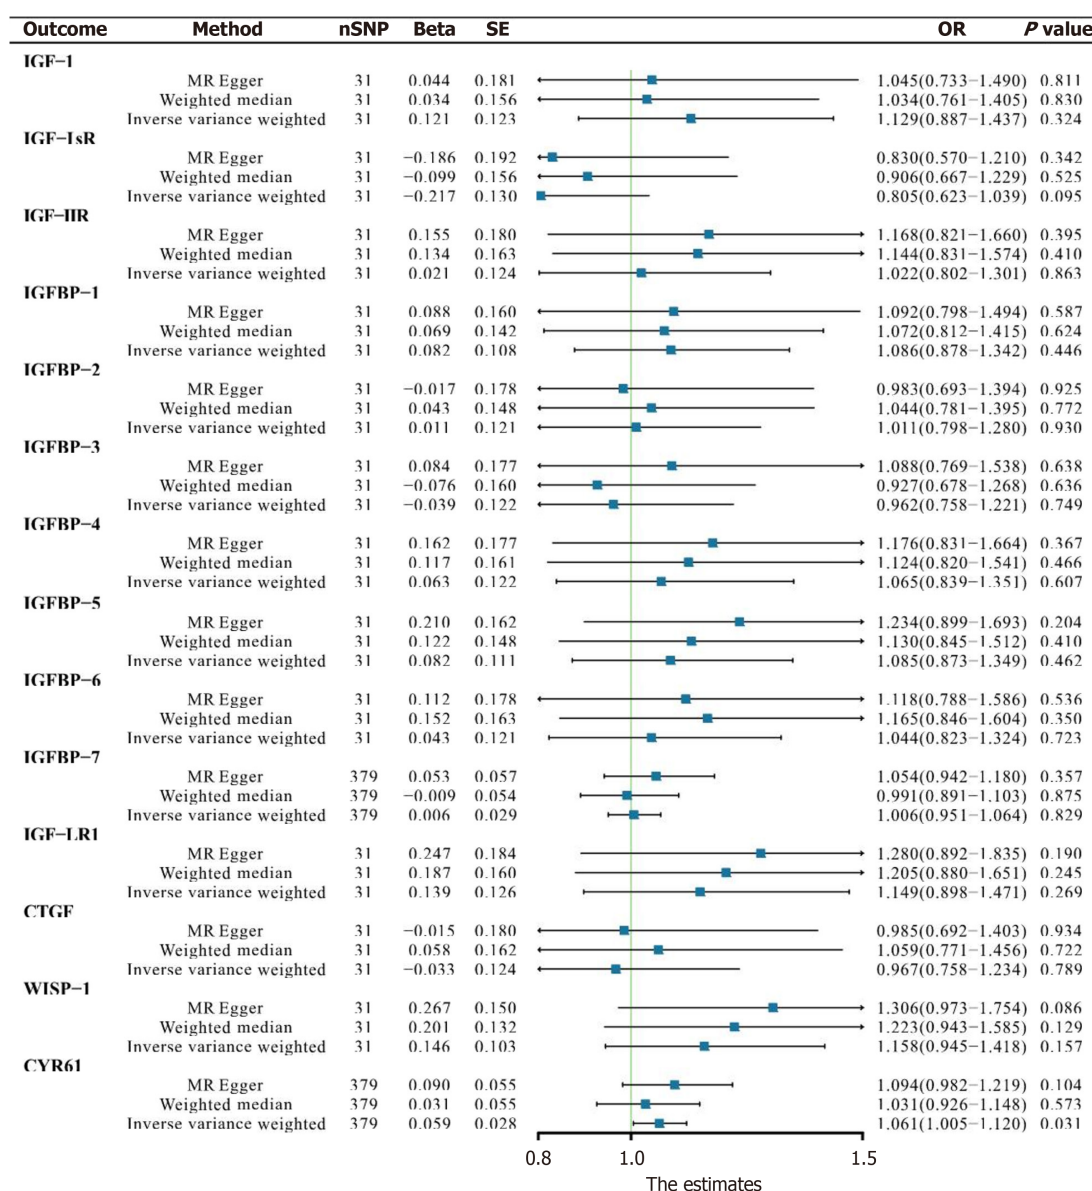 Outcome Method nSNP Beta SE OR P value
IGF−1
MR Egger 31 0.044 0.181 1.045(0.733−1.490) 0.811
Weighted median 31 0.034 0.156 1.034(0.761−1.405) 0.830
Inverse variance weighted 31 0.121 0.123 1.129(0.887−1.437) 0.324
IGF−IsR
MR Egger 31 −0.186 0.192 0.830(0.570−1.210) 0.342
Weighted median 31 −0.099 0.156 0.906(0.667−1.229) 0.525
Inverse variance weighted 31 −0.217 0.130 0.805(0.623−1.039) 0.095
IGF−IIR
MR Egger 31 0.155 0.180 1.168(0.821−1.660) 0.395
Weighted median 31 0.134 0.163 1.144(0.831−1.574) 0.410
Inverse variance weighted 31 0.021 0.124 1.022(0.802−1.301) 0.863
IGFBP−1
MR Egger 31 0.088 0.160 1.092(0.798−1.494) 0.587
Weighted median 31 0.069 0.142 1.072(0.812−1.415) 0.624
Inverse variance weighted 31 0.082 0.108 1.086(0.878−1.342) 0.446
IGFBP−2
MR Egger 31 −0.017 0.178 0.983(0.693−1.394) 0.925
Weighted median 31 0.043 0.148 1.044(0.781−1.395) 0.772
Inverse variance weighted 31 0.011 0.121 1.011(0.798−1.280) 0.930
IGFBP−3
MR Egger 31 0.084 0.177 1.088(0.769−1.538) 0.638
Weighted median 31 −0.076 0.160 0.927(0.678−1.268) 0.636
Inverse variance weighted 31 −0.039 0.122 0.962(0.758−1.221) 0.749
IGFBP−4
MR Egger 31 0.162 0.177 1.176(0.831−1.664) 0.367
Weighted median 31 0.117 0.161 1.124(0.820−1.541) 0.466
Inverse variance weighted 31 0.063 0.122 1.065(0.839−1.351) 0.607
IGFBP−5
MR Egger 31 0.210 0.162 1.234(0.899−1.693) 0.204
Weighted median 31 0.122 0.148 1.130(0.845−1.512) 0.410
Inverse variance weighted 31 0.082 0.111 1.085(0.873−1.349) 0.462
IGFBP−6
MR Egger 31 0.112 0.178 1.118(0.788−1.586) 0.536
Weighted median 31 0.152 0.163 1.165(0.846−1.604) 0.350
Inverse variance weighted 31 0.043 0.121 1.044(0.823−1.324) 0.723
IGFBP−7
MR Egger 379 0.053 0.057 1.054(0.942−1.180) 0.357
Weighted median 379 −0.009 0.054 0.991(0.891−1.103) 0.875
Inverse variance weighted 379 0.006 0.029 1.006(0.951−1.064) 0.829
IGF−LR1
MR Egger 31 0.247 0.184 1.280(0.892−1.835) 0.190
Weighted median 31 0.187 0.160 1.205(0.880−1.651) 0.245
Inverse variance weighted 31 0.139 0.126 1.149(0.898−1.471) 0.269
CTGF
MR Egger 31 −0.015 0.180 0.985(0.692−1.403) 0.934
Weighted median 31 0.058 0.162 1.059(0.771−1.456) 0.722
Inverse variance weighted 31 −0.033 0.124 0.967(0.758−1.234) 0.789
WISP−1
MR Egger 31 0.267 0.150 1.306(0.973−1.754) 0.086
Weighted median 31 0.201 0.132 1.223(0.943−1.585) 0.129
Inverse variance weighted 31 0.146 0.103 1.158(0.945−1.418) 0.157
CYR61
MR Egger 379 0.090 0.055 1.094(0.982−1.219) 0.104
Weighted median 379 0.031 0.055 1.031(0.926−1.148) 0.573
Inverse variance weighted 379 0.059 0.028 1.061(1.005−1.120) 0.031
0.8 1.0 1.5
The estimates